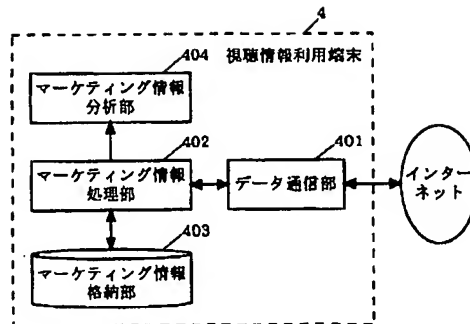 4
視聴情報利用端末
404
マーケティング情報
分析部
402
マーケティング情報
処理部
401
データ通信部
インター
ネット
403
マーケティング情報
格納部